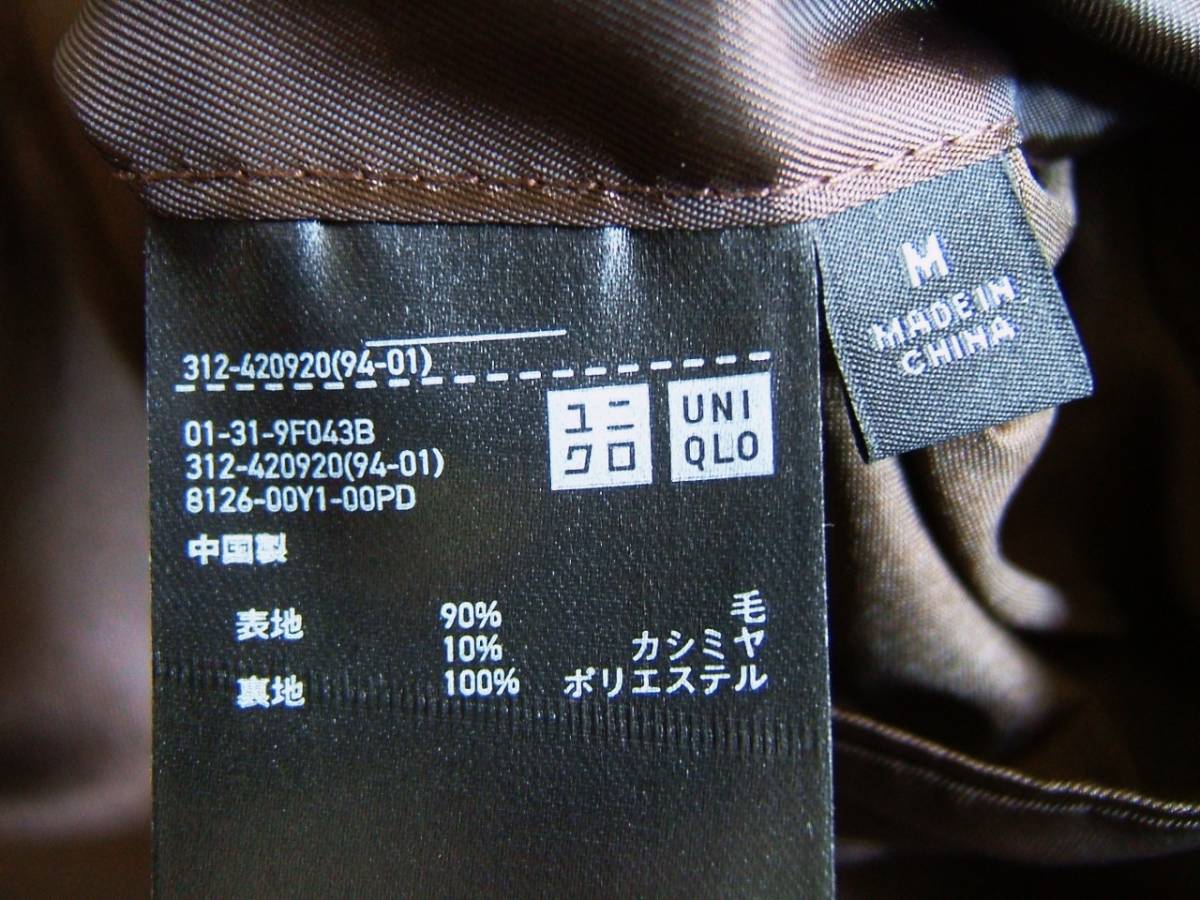 312-420920(94-01)
01-31-9F043B
312-420920(94-01)
8126-00Y1-00PD
ユニ
クロ
UNI
QLO
中国製
表地 90% 毛
10% カシミヤ
裏地 100% ポリエステル
M
MADE IN
CHINA